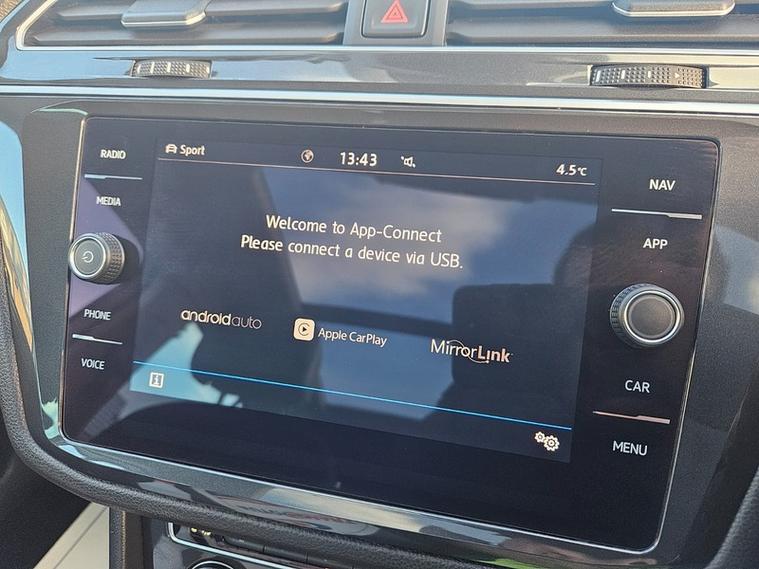 RADIO
MEDIA
PHONE
VOICE
Sport
13:43
4.5°C
Welcome to App-Connect
Please connect a device via USB.
androidauto
Apple CarPlay
MirrorLink
NAV
APP
CAR
MENU